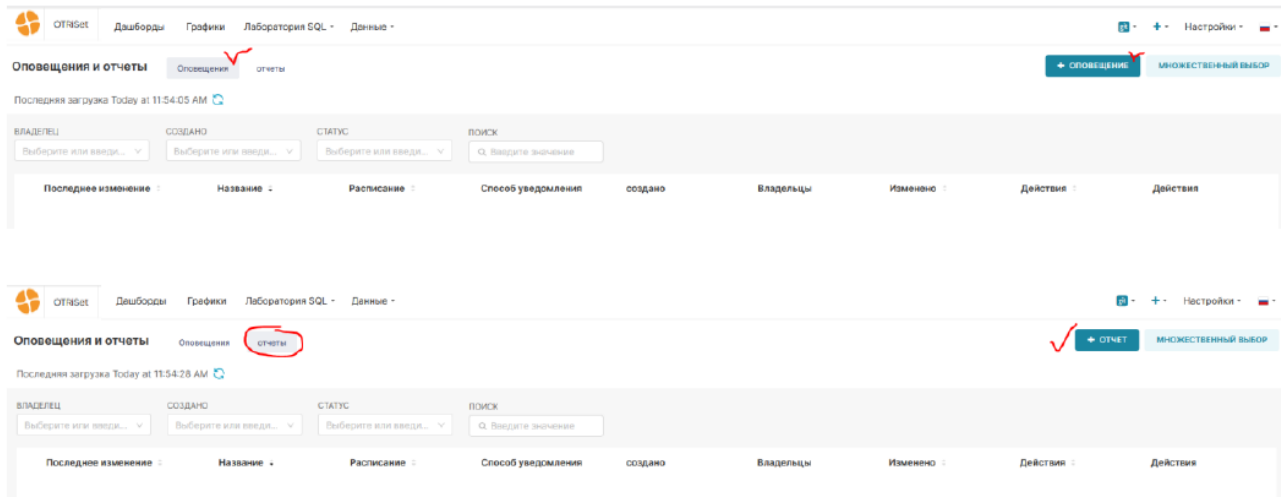 OTRiSet Дашборды Графики Лаборатория SQL Данные Настройки
Оповещения и отчеты Оповещения отчеты + ОПОВЕЩЕНИЕ МНОЖЕСТВЕННЫЙ ВЫБОР
Последняя загрузка Today at 11:54:05 AM
ВЛАДЕЛЕЦ СОЗДАНО СТАТУС ПОИСК
Выберите или введи... Выберите или введи... Выберите или введи... Введите значение
Последнее изменение Название Расписание Способ уведомления создано Владельцы Изменено Действия Действия
OTRiSet Дашборды Графики Лаборатория SQL Данные Настройки
Оповещения и отчеты Оповещения отчеты + ОТЧЕТ МНОЖЕСТВЕННЫЙ ВЫБОР
Последняя загрузка Today at 11:54:28 AM
ВЛАДЕЛЕЦ СОЗДАНО СТАТУС ПОИСК
Выберите или введи... Выберите или введи... Выберите или введи... Введите значение
Последнее изменение Название Расписание Способ уведомления создано Владельцы Изменено Действия Действия